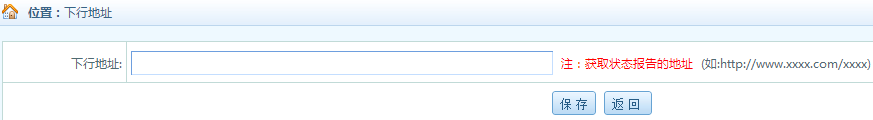 位置：下行地址
下行地址: 注：获取状态报告的地址 (如:http://www.xxxx.com/xxxx)
保存 返回